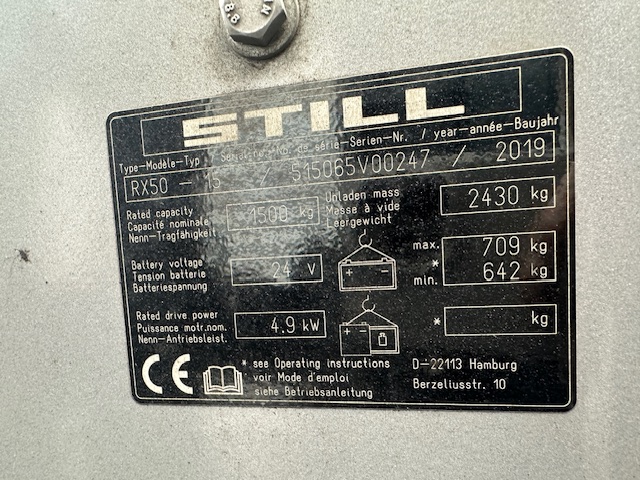 8.8
STILL
Type-Modèle-Typ / Serial no.-No. de série-Serien-Nr. / year-année-Baujahr
RX50 - 15 / 515065V00247 / 2019
Rated capacity
Capacité nominale
Nenn-Tragfähigkeit
1500 kg
Unladen mass
Masse à vide
Leergewicht
2430 kg
Battery voltage
Tension batterie
Batteriespannung
24 V
+ -
max. 709 kg
*
min. 642 kg
Rated drive power
Puissance motr.nom.
Nenn-Antriebsleist.
4.9 kW
+
* kg
CE
* see Operating instructions
voir Mode d'emploi
siehe Betriebsanleitung
D-22113 Hamburg
Berzeliusstr. 10